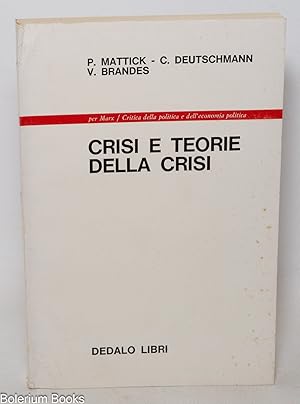 P. MATTICK - C. DEUTSCHMANN
V. BRANDES
per Marx / Critica della politica e dell'economia politica
CRISI E TEORIE
DELLA CRISI
DEDALO LIBRI
Bolerium Books